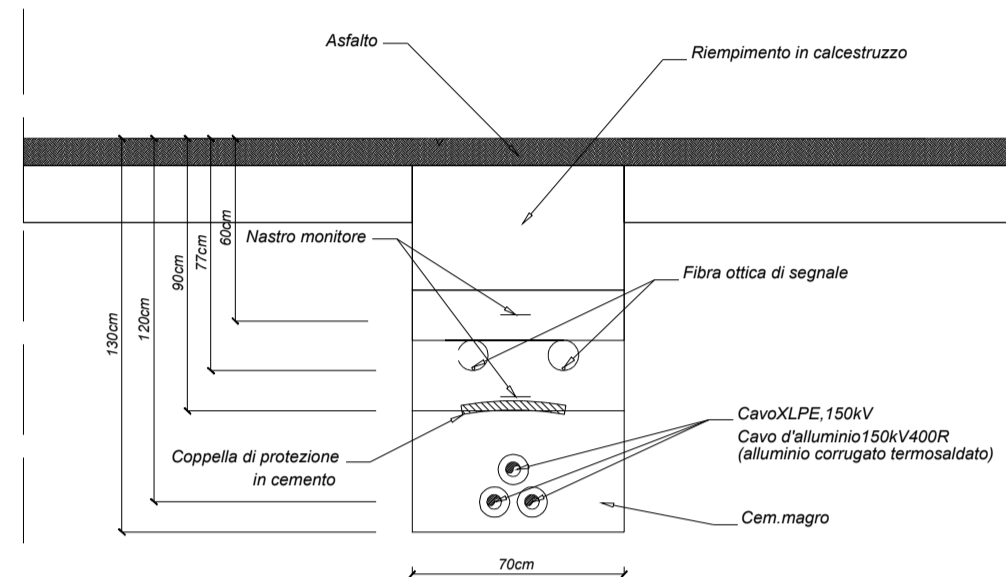 Asfalto
Riempimento in calcestruzzo
60cm
Nastro monitore
77cm
Fibra ottica di segnale
90cm
120cm
130cm
CavoXLPE,150kV
Cavo d'alluminio150kV400R
(alluminio corrugato termosaldato)
Coppella di protezione
in cemento
Cem.magro
70cm